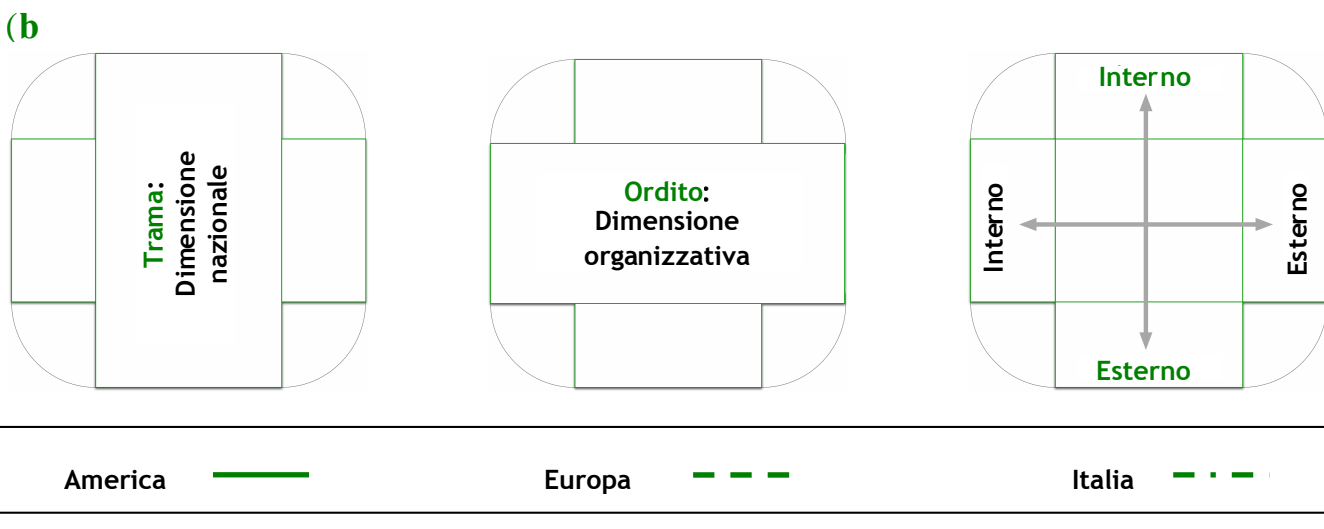 (b
Trama:
Dimensione
nazionale
Ordito:
Dimensione
organizzativa
Interno
Interno
Esterno
Esterno
America
Europa
Italia